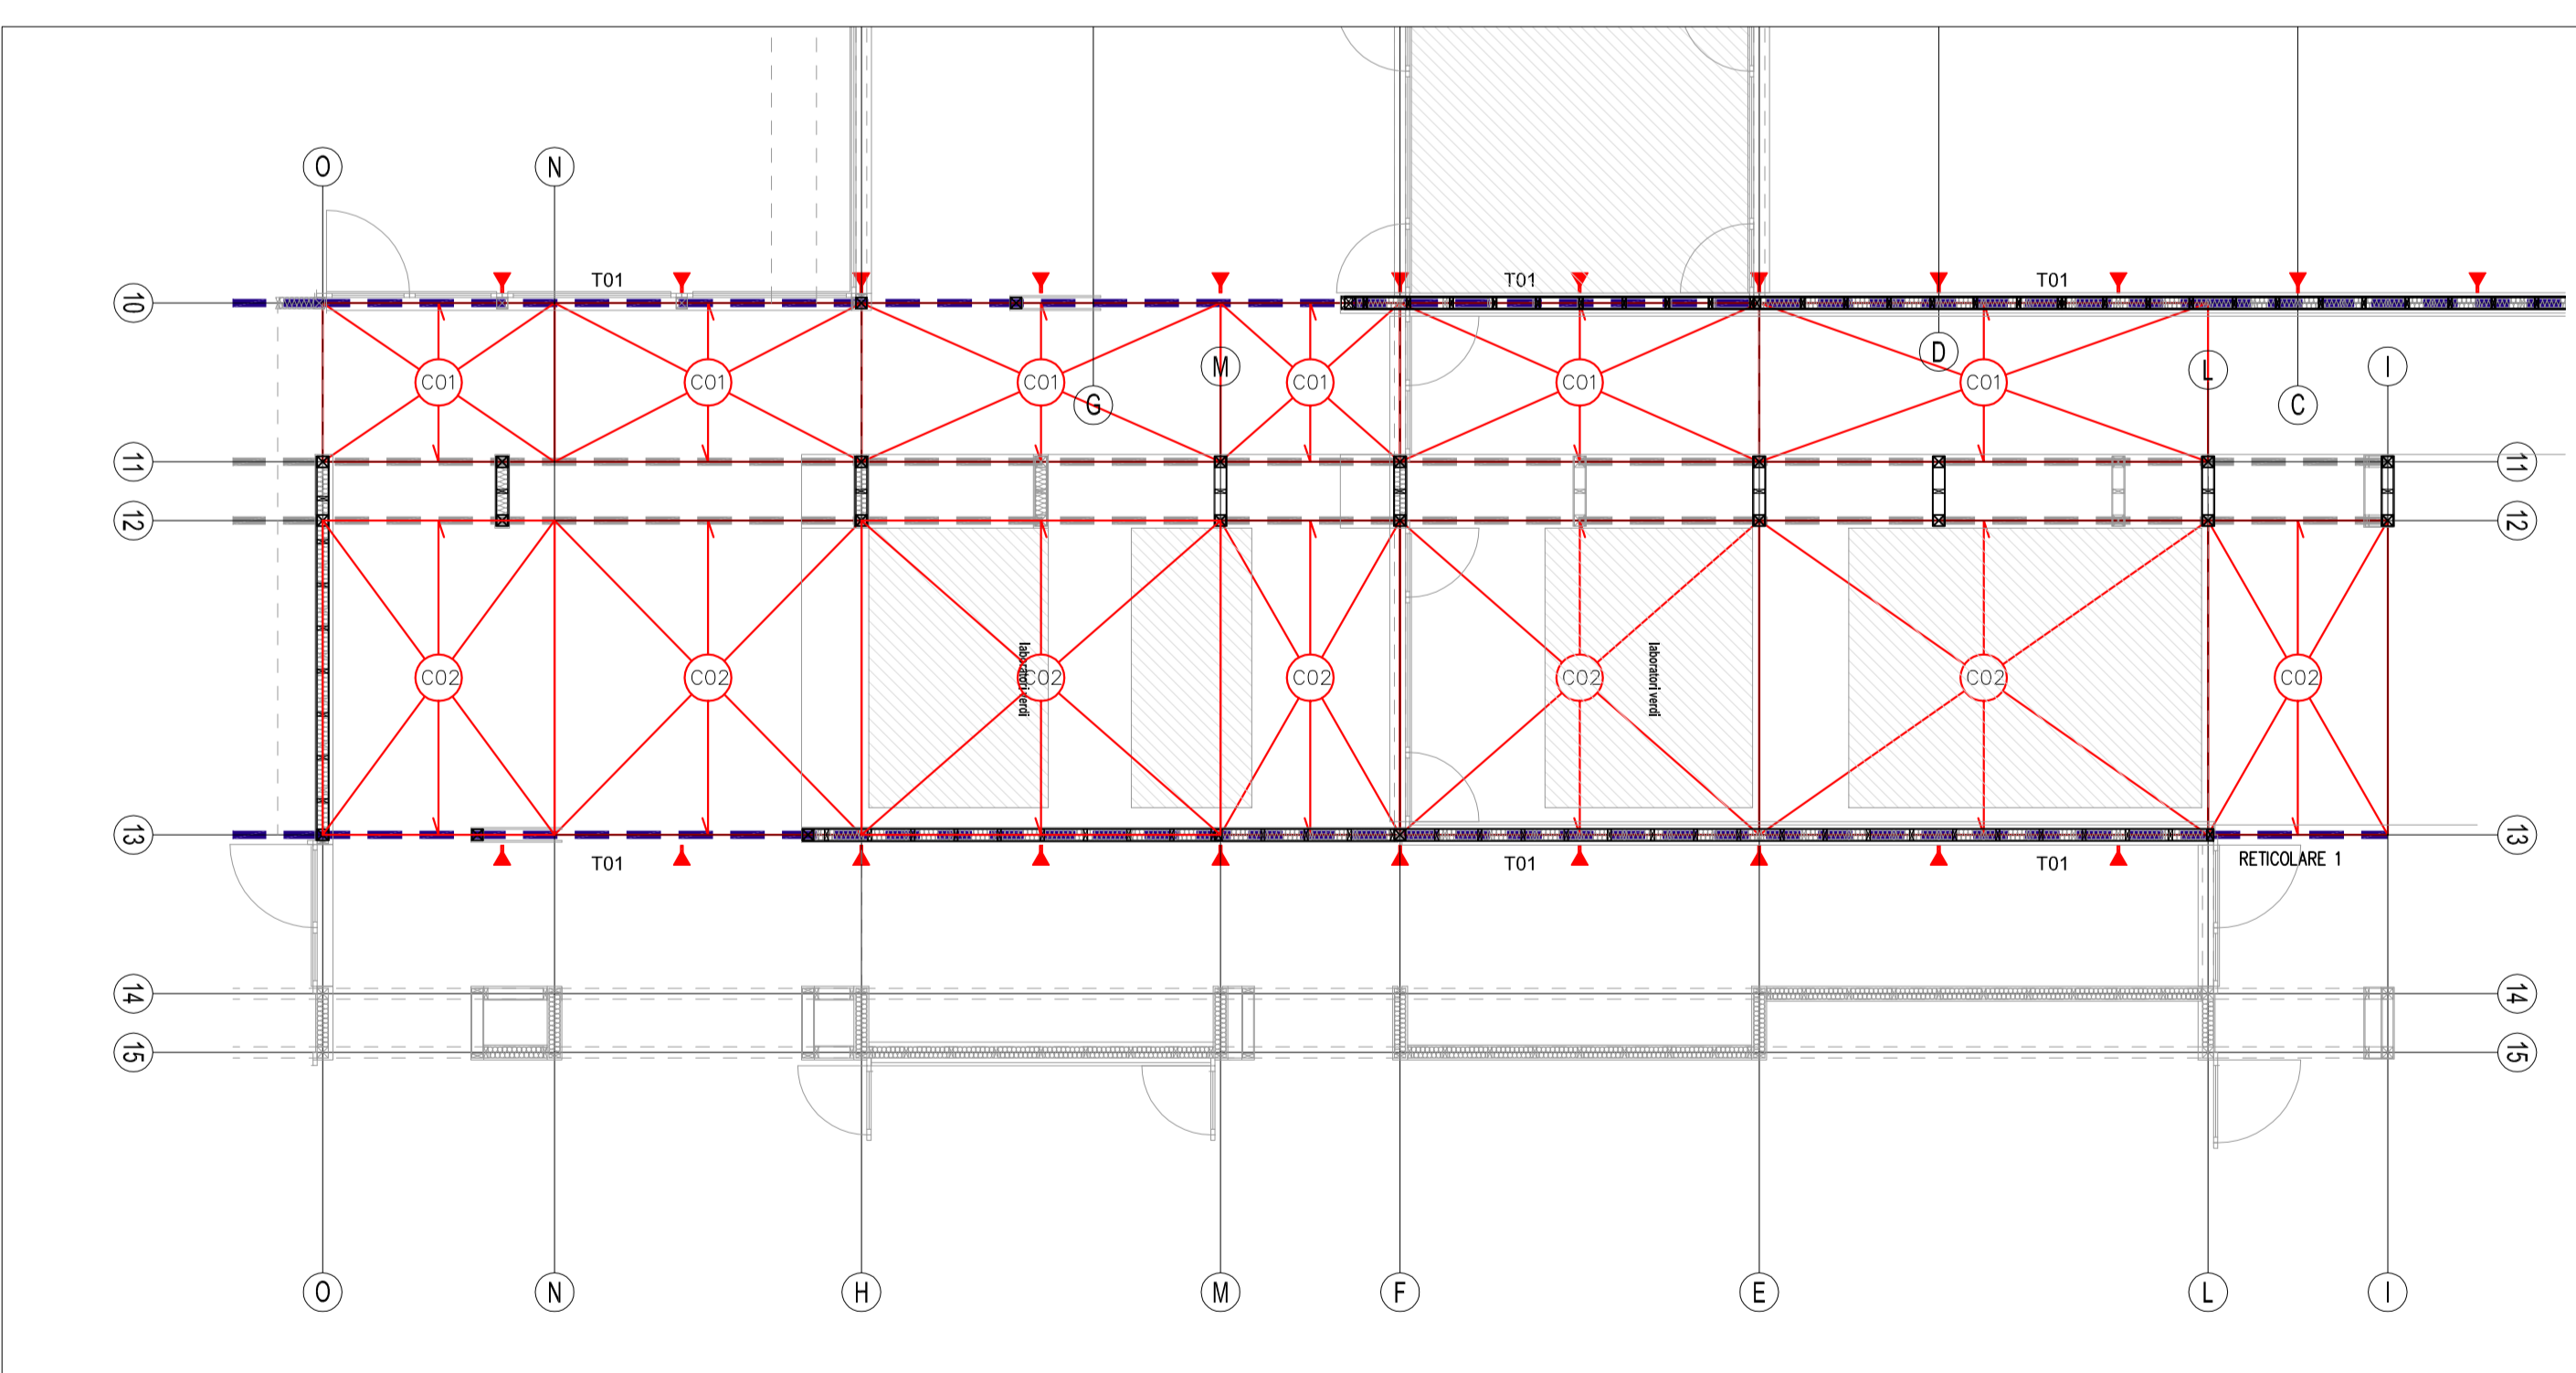 O
N
10
T01
T01
T01
C01
C01
C01
M
C01
C01
D
C01
L
I
G
C
11
11
12
12
C02
C02
C02
laboratori verdi
C02
C02
laboratori verdi
C02
C02
13
13
T01
T01
T01
RETICOLARE 1
14
14
15
15
O
N
H
M
F
E
L
I